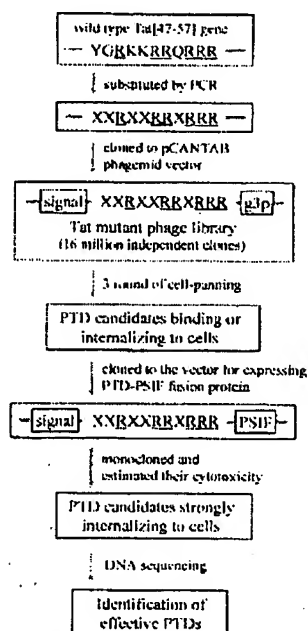 wild type Tat[47-57] gene
— YGRKKRRQRRR —
substituted by PCR
— XXRXXRRXRRR —
cloned to pCANTAB
phagemid vector
— signal — XXRXXRRXRRR — g3p —
Tat mutant phage library
(16 million independent clones)
3 round of cell-panning
PTD candidates binding or
internalizing to cells
cloned to the vector for expressing
PTD-PSIF fusion protein
— signal — XXRXXRRXRRR — PSIF —
monocloned and
estimated their cytotoxicity
PTD candidates strongly
internalizing to cells
DNA sequencing
Identification of
effective PTDs